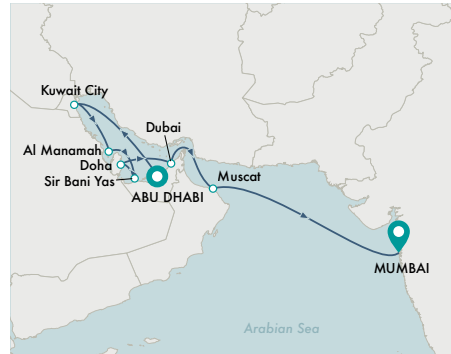 Kuwait City
Dubai
Al Manamah
Doha
Sir Bani Yas
Muscat
ABU DHABI
MUMBAI
Arabian Sea